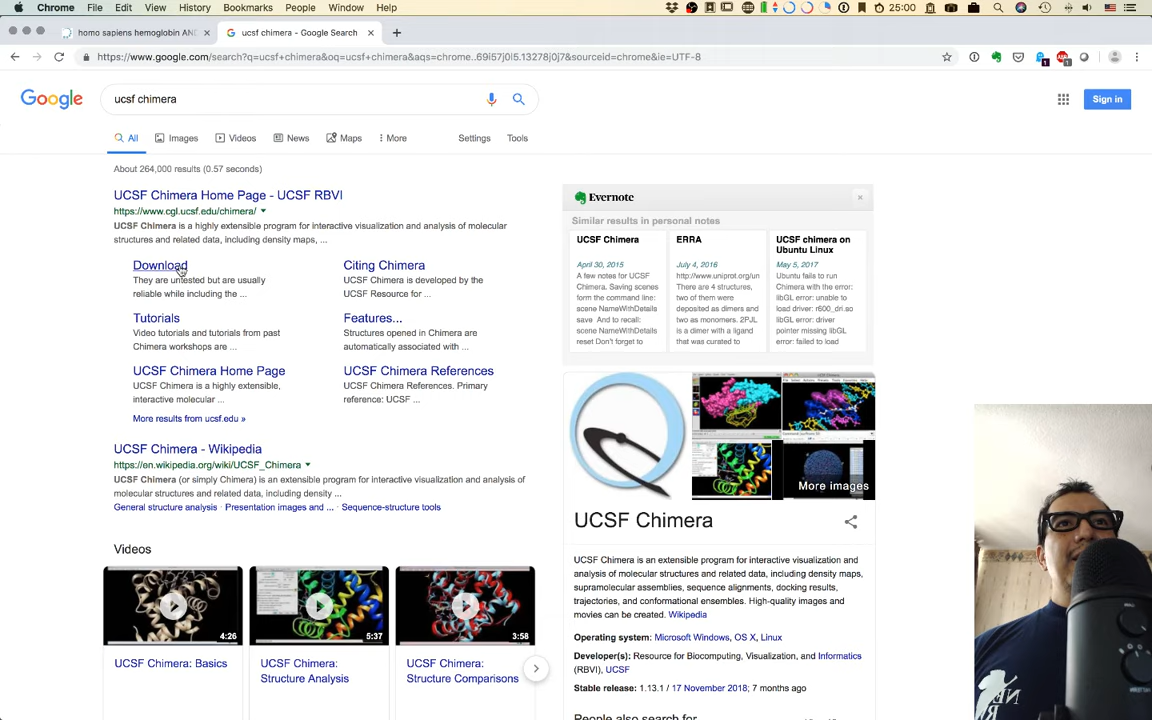 Chrome File Edit View History Bookmarks People Window Help 25:00
homo sapiens hemoglobin AN × ucsf chimera - Google Search × +
https://www.google.com/search?q=ucsf+chimera&oq=ucsf+chimera&aqs=chrome..69i57j0l5.13278j0j7&sourceid=chrome&ie=UTF-8
Google ucsf chimera Sign in
All Images Videos News Maps More Settings Tools
About 264,000 results (0.57 seconds)
UCSF Chimera Home Page - UCSF RBVI
https://www.cgl.ucsf.edu/chimera/
UCSF Chimera is a highly extensible program for interactive visualization and analysis of molecular
structures and related data, including density maps, ...
Download
They are untested but are usually
reliable while including the ...
Citing Chimera
UCSF Chimera is developed by the
UCSF Resource for ...
Tutorials
Video tutorials and tutorials from past
Chimera workshops are ...
Features...
Structures opened in Chimera are
automatically associated with ...
UCSF Chimera Home Page
UCSF Chimera is a highly extensible,
interactive molecular ...
UCSF Chimera References
UCSF Chimera References. Primary
reference: UCSF ...
More results from ucsf.edu »
UCSF Chimera - Wikipedia
https://en.wikipedia.org/wiki/UCSF_Chimera
UCSF Chimera (or simply Chimera) is an extensible program for interactive visualization and analysis of
molecular structures and related data, including density ...
General structure analysis · Presentation images and ... · Sequence-structure tools
Videos
4:26
5:37
3:58
UCSF Chimera: Basics
UCSF Chimera:
Structure Analysis
UCSF Chimera:
Structure Comparisons
Evernote ×
Similar results in personal notes
UCSF Chimera
April 30, 2015
A few notes for UCSF
Chimera. Saving scenes
form the command line:
scene NameWithDetails
save And to recall:
scene NameWithDetails
reset Don't forget to
ERRA
July 4, 2016
http://www.uniprot.org/un
There are 4 structures,
two of them were
deposited as dimers and
two as monomers. 2PJL
is a dimer with a ligand
that was curated to
UCSF chimera on
Ubuntu Linux
May 5, 2017
Ubuntu fails to run
Chimera with the error:
libGL error: unable to
load driver: r600_dri.so
libGL error: driver
pointer missing libGL
error: failed to load
More images
UCSF Chimera
UCSF Chimera is an extensible program for interactive visualization and
analysis of molecular structures and related data, including density maps,
supramolecular assemblies, sequence alignments, docking results,
trajectories, and conformational ensembles. High-quality images and
movies can be created. Wikipedia
Operating system: Microsoft Windows, OS X, Linux
Developer(s): Resource for Biocomputing, Visualization, and Informatics
(RBVI), UCSF
Stable release: 1.13.1 / 17 November 2018; 7 months ago
People also search for